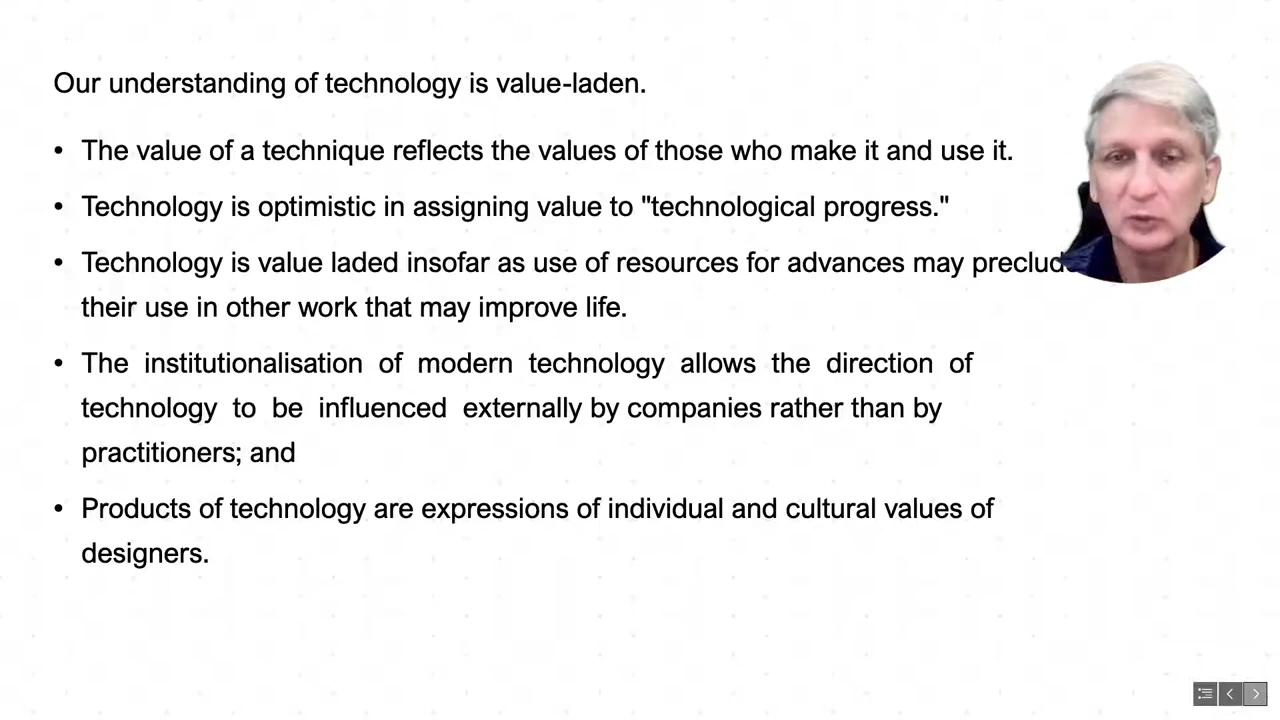 Our understanding of technology is value-laden.
• The value of a technique reflects the values of those who make it and use it.
• Technology is optimistic in assigning value to "technological progress."
• Technology is value laded insofar as use of resources for advances may preclud
their use in other work that may improve life.
• The institutionalisation of modern technology allows the direction of
technology to be influenced externally by companies rather than by
practitioners; and
• Products of technology are expressions of individual and cultural values of
designers.